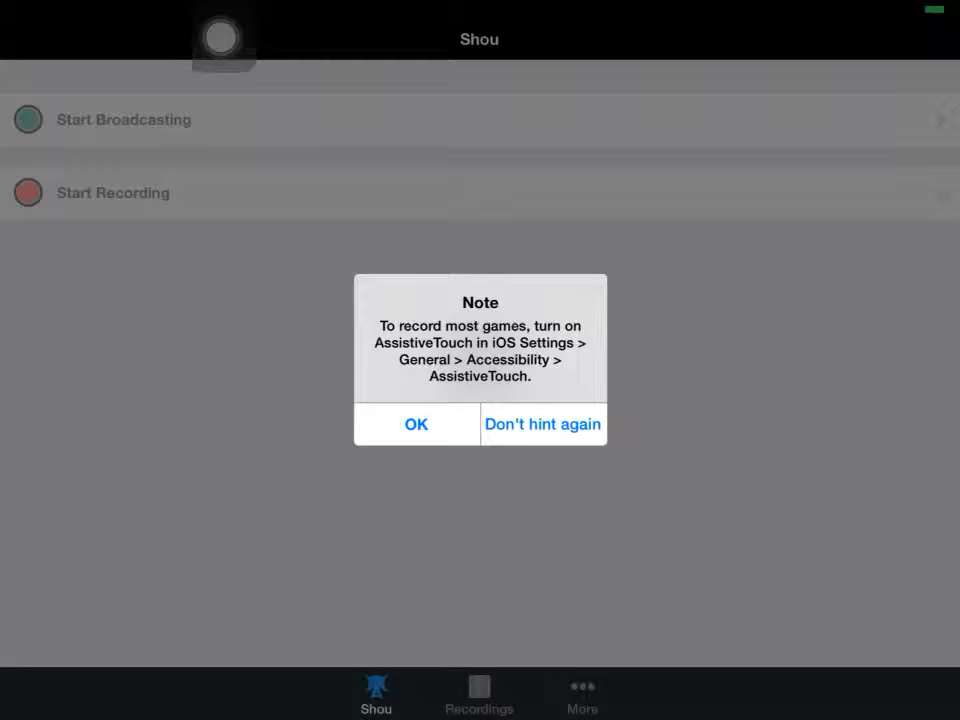 Shou
Start Broadcasting
Start Recording
Note
To record most games, turn on
AssistiveTouch in iOS Settings >
General > Accessibility >
AssistiveTouch.
OK
Don't hint again
Shou
Recordings
More